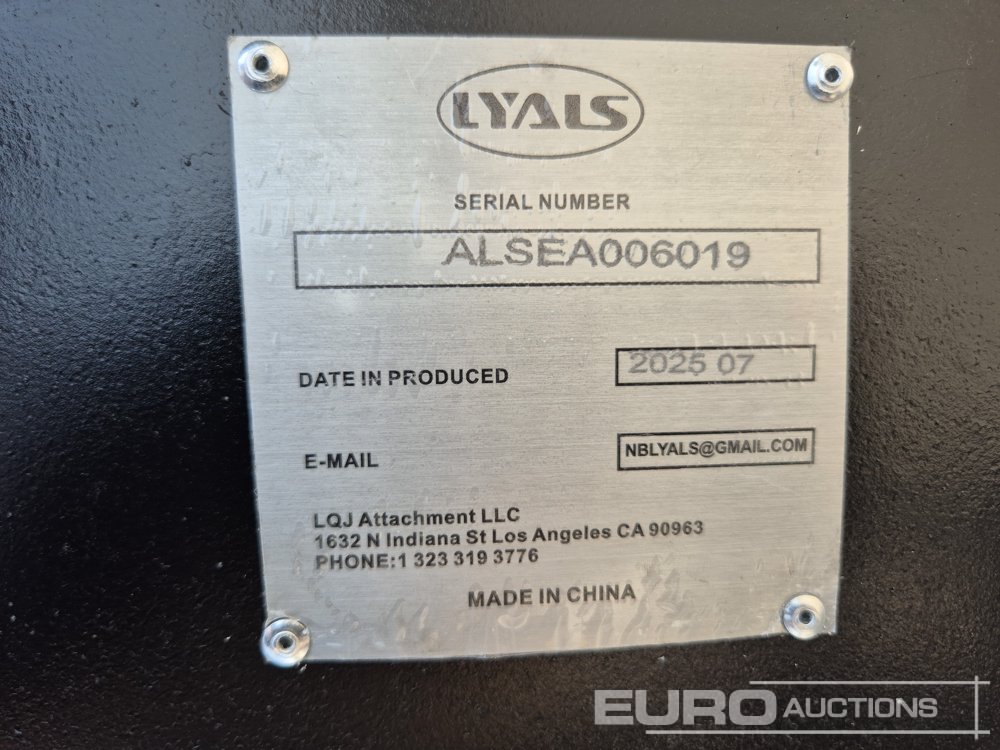 LYALS
SERIAL NUMBER
ALSEA006019
DATE IN PRODUCED 2025 07
E-MAIL NBLYALS@GMAIL.COM
LQJ Attachment LLC
1632 N Indiana St Los Angeles CA 90963
PHONE:1 323 319 3776
MADE IN CHINA
EURO AUCTIONS